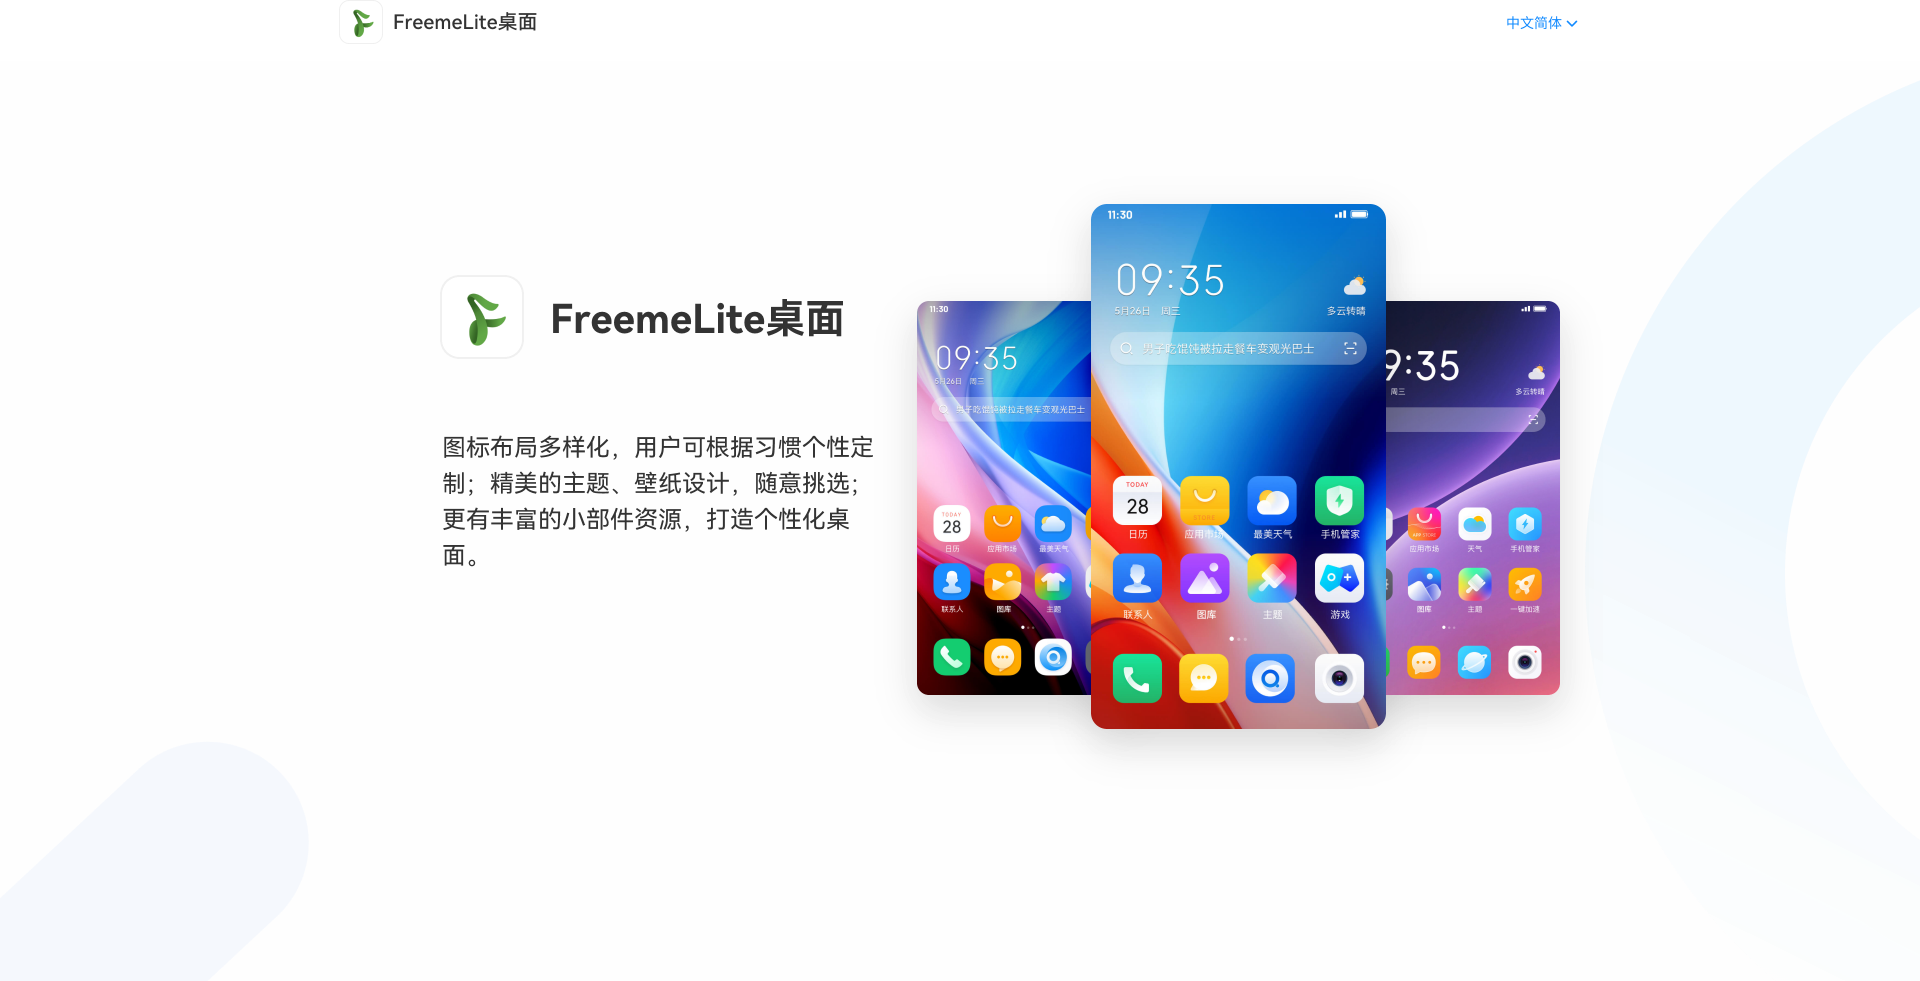 FreemeLite桌面
中文简体
FreemeLite桌面
图标布局多样化，用户可根据习惯个性定
制；精美的主题、壁纸设计，随意挑选；
更有丰富的小部件资源，打造个性化桌
面。
11:30
09:35
5月26日 周三
男子吃馄饨被拉走餐车变观光巴士
TODAY
28
日历 应用市场 最美天气
联系人 图库 主题
11:30
09:35
5月26日 周三 多云转晴
男子吃馄饨被拉走餐车变观光巴士
TODAY
28
STORE
日历 应用市场 最美天气 手机管家
联系人 图库 主题 游戏
9:35
周三 多云转晴
APP STORE
应用市场 天气 手机管家
图库 主题 一键加速